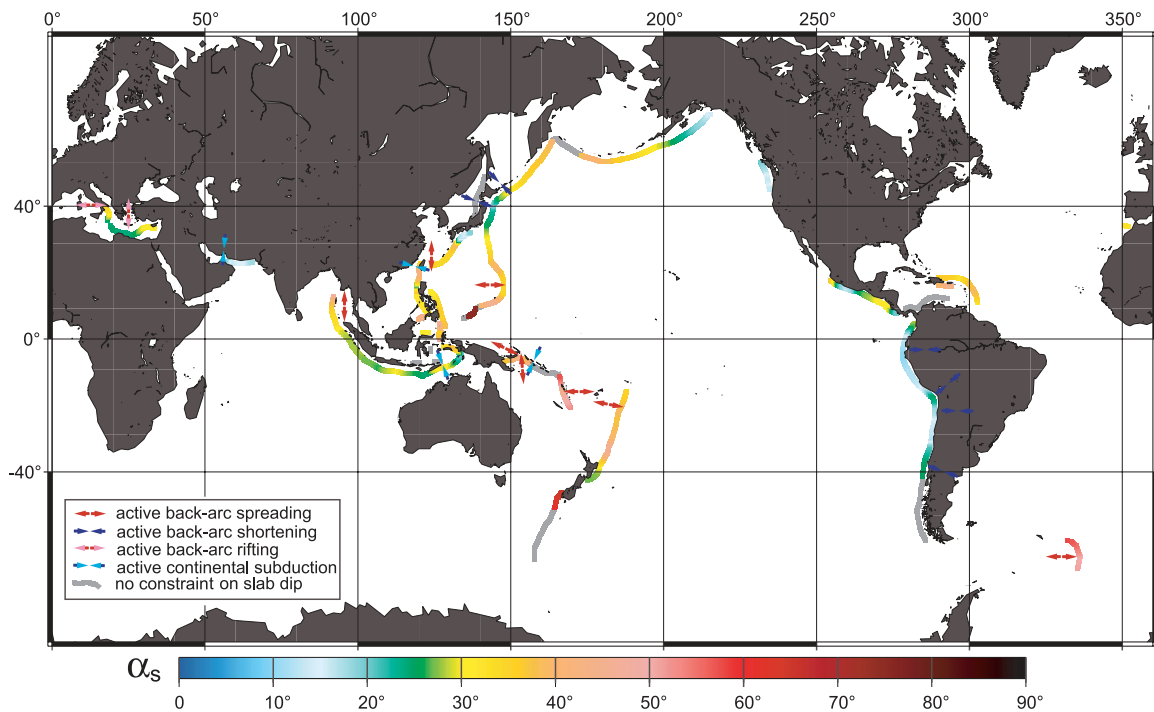 0° 50° 100° 150° 200° 250° 300° 350°
40°
0°
-40°
active back-arc spreading
active back-arc shortening
active back-arc rifting
active continental subduction
no constraint on slab dip
αs
0 10° 20° 30° 40° 50° 60° 70° 80° 90°